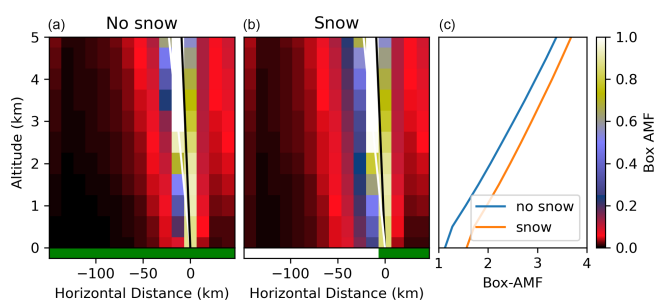 (a) No snow (b) Snow (c)
5
4
3
2
1
0
Altitude (km)
−100 −50 0
Horizontal Distance (km)
−100 −50 0
Horizontal Distance (km)
no snow
snow
1 2 3 4
Box-AMF
1.0
0.8
0.6
0.4
0.2
0.0
Box AMF